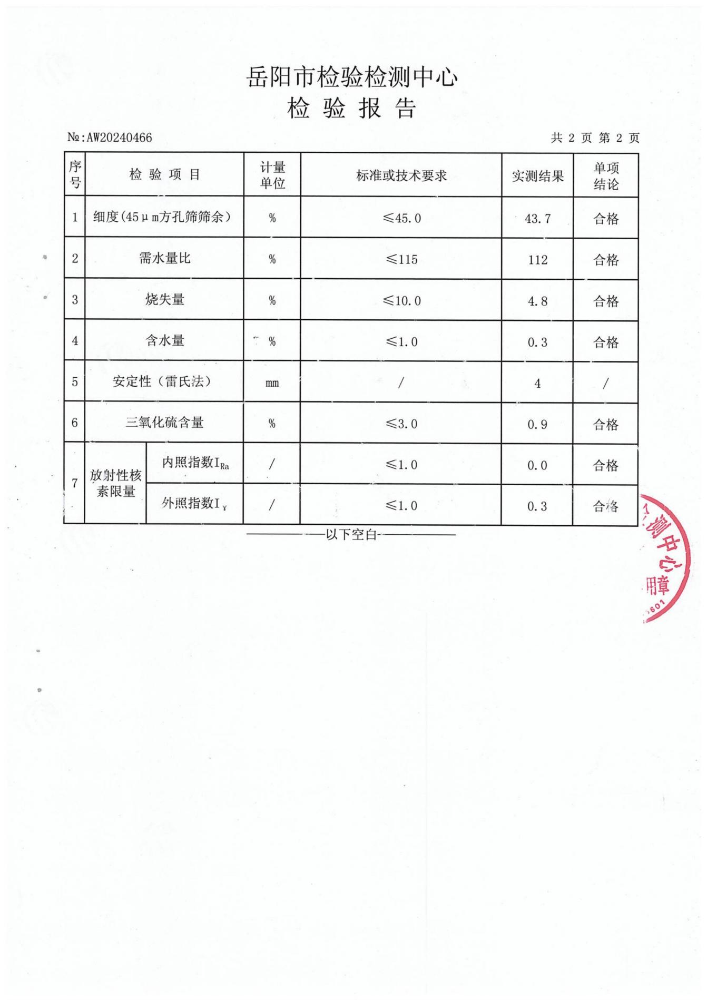 岳阳市检验检测中心
检 验 报 告
№:AW20240466 共 2 页 第 2 页
序号 检 验 项 目 计量单位 标准或技术要求 实测结果 单项结论
1 细度(45μm方孔筛筛余) % ≤45.0 43.7 合格
2 需水量比 % ≤115 112 合格
3 烧失量 % ≤10.0 4.8 合格
4 含水量 % ≤1.0 0.3 合格
5 安定性（雷氏法） mm / 4 /
6 三氧化硫含量 % ≤3.0 0.9 合格
7 放射性核素限量 内照指数I_Ra / ≤1.0 0.0 合格
外照指数I_γ / ≤1.0 0.3 合格
以下空白
测中心
用章
601